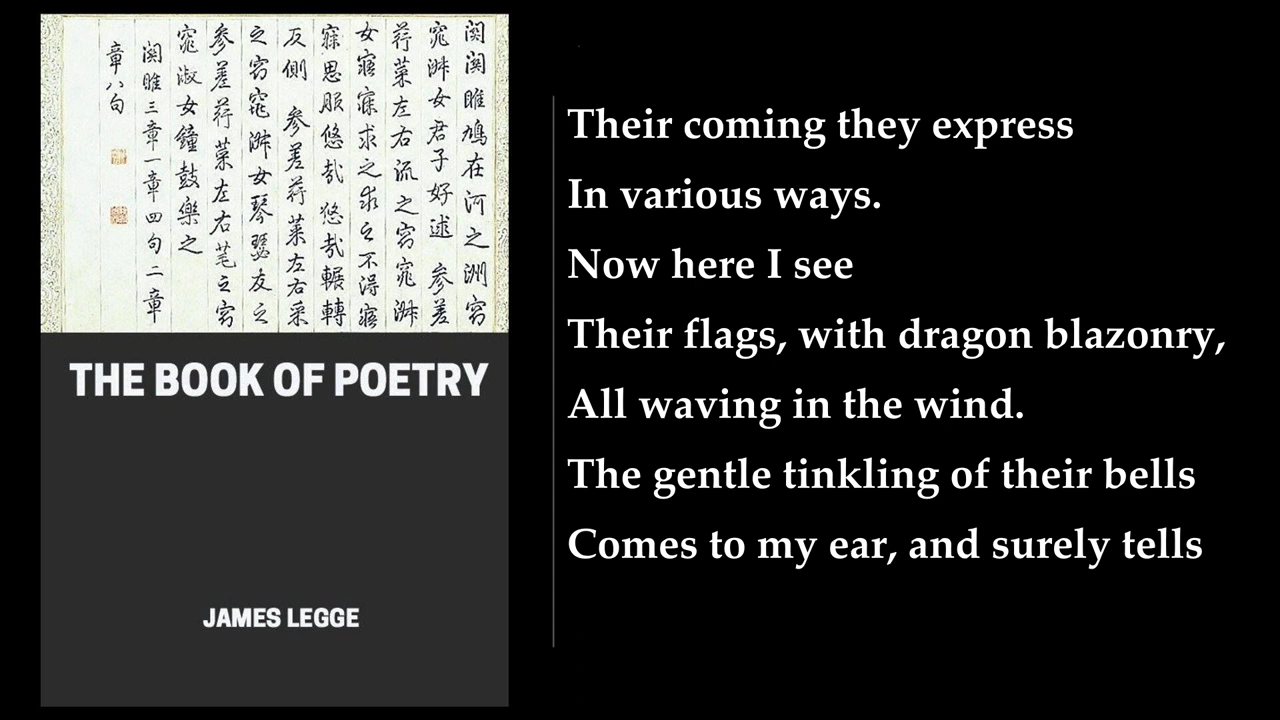 關關雎鳩在河之洲窈
窕淑女君子好逑 參差
荇菜左右流之窈窕淑
女寤寐求之求之不得寤
寐思服悠哉悠哉輾轉
反側 參差荇菜左右采
之窈窕淑女琴瑟友之
參差荇菜左右芼之窈
窕淑女鐘鼓樂之
關雎三章一章四句二章
章八句
THE BOOK OF POETRY
JAMES LEGGE
Their coming they express
In various ways.
Now here I see
Their flags, with dragon blazonry,
All waving in the wind.
The gentle tinkling of their bells
Comes to my ear, and surely tells